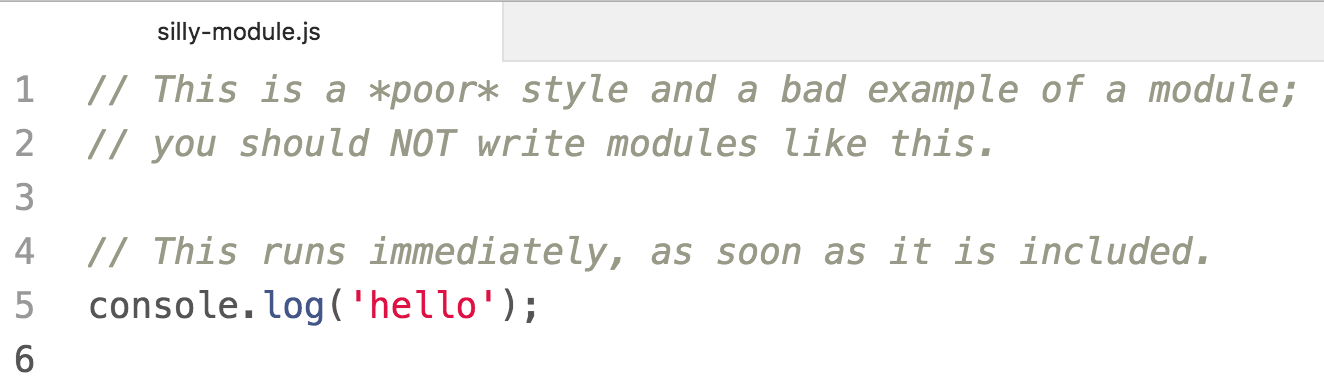 silly-module.js
1 // This is a *poor* style and a bad example of a module;
2 // you should NOT write modules like this.
3
4 // This runs immediately, as soon as it is included.
5 console.log('hello');
6